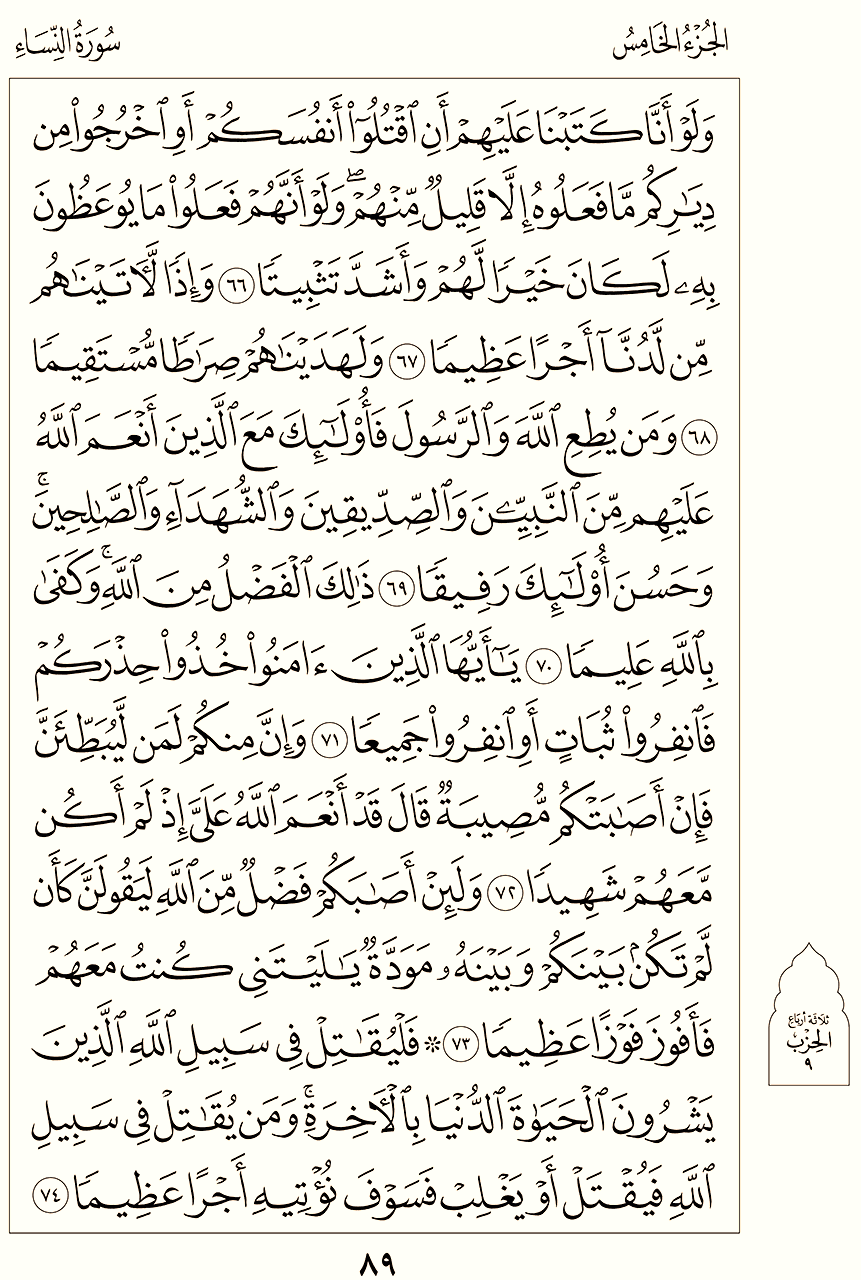 الجُزْءُ الخَامِسُ
سُورَةُ النِّسَاءِ
وَلَوْ أَنَّا كَتَبْنَا عَلَيْهِمْ أَنِ ٱقْتُلُوٓا۟ أَنفُسَكُمْ أَوِ ٱخْرُجُوا۟ مِن
دِيَـٰرِكُم مَّا فَعَلُوهُ إِلَّا قَلِيلٌ مِّنْهُمْ ۖ وَلَوْ أَنَّهُمْ فَعَلُوا۟ مَا يُوعَظُونَ
بِهِۦ لَكَانَ خَيْرًا لَّهُمْ وَأَشَدَّ تَثْبِيتًا ٦٦ وَإِذًا لَّـَٔاتَيْنَـٰهُم
مِّن لَّدُنَّآ أَجْرًا عَظِيمًا ٦٧ وَلَهَدَيْنَـٰهُمْ صِرَٰطًا مُّسْتَقِيمًا
٦٨ وَمَن يُطِعِ ٱللَّهَ وَٱلرَّسُولَ فَأُو۟لَـٰٓئِكَ مَعَ ٱلَّذِينَ أَنْعَمَ ٱللَّهُ
عَلَيْهِم مِّنَ ٱلنَّبِيِّـۧنَ وَٱلصِّدِّيقِينَ وَٱلشُّهَدَآءِ وَٱلصَّـٰلِحِينَ ۚ
وَحَسُنَ أُو۟لَـٰٓئِكَ رَفِيقًا ٦٩ ذَٰلِكَ ٱلْفَضْلُ مِنَ ٱللَّهِ ۚ وَكَفَىٰ
بِٱللَّهِ عَلِيمًا ٧٠ يَـٰٓأَيُّهَا ٱلَّذِينَ ءَامَنُوا۟ خُذُوا۟ حِذْرَكُمْ
فَٱنفِرُوا۟ ثُبَاتٍ أَوِ ٱنفِرُوا۟ جَمِيعًا ٧١ وَإِنَّ مِنكُمْ لَمَن لَّيُبَطِّئَنَّ
فَإِنْ أَصَـٰبَتْكُم مُّصِيبَةٌ قَالَ قَدْ أَنْعَمَ ٱللَّهُ عَلَىَّ إِذْ لَمْ أَكُن
مَّعَهُمْ شَهِيدًا ٧٢ وَلَئِنْ أَصَـٰبَكُمْ فَضْلٌ مِّنَ ٱللَّهِ لَيَقُولَنَّ كَأَن
لَّمْ تَكُنۢ بَيْنَكُمْ وَبَيْنَهُۥ مَوَدَّةٌ يَـٰلَيْتَنِى كُنتُ مَعَهُمْ
فَأَفُوزَ فَوْزًا عَظِيمًا ٧٣ ۞ فَلْيُقَـٰتِلْ فِى سَبِيلِ ٱللَّهِ ٱلَّذِينَ
يَشْرُونَ ٱلْحَيَوٰةَ ٱلدُّنْيَا بِٱلْـَٔاخِرَةِ ۚ وَمَن يُقَـٰتِلْ فِى سَبِيلِ
ٱللَّهِ فَيُقْتَلْ أَوْ يَغْلِبْ فَسَوْفَ نُؤْتِيهِ أَجْرًا عَظِيمًا ٧٤
ثلاثة أرباع
الحِزْب
٩
٨٩